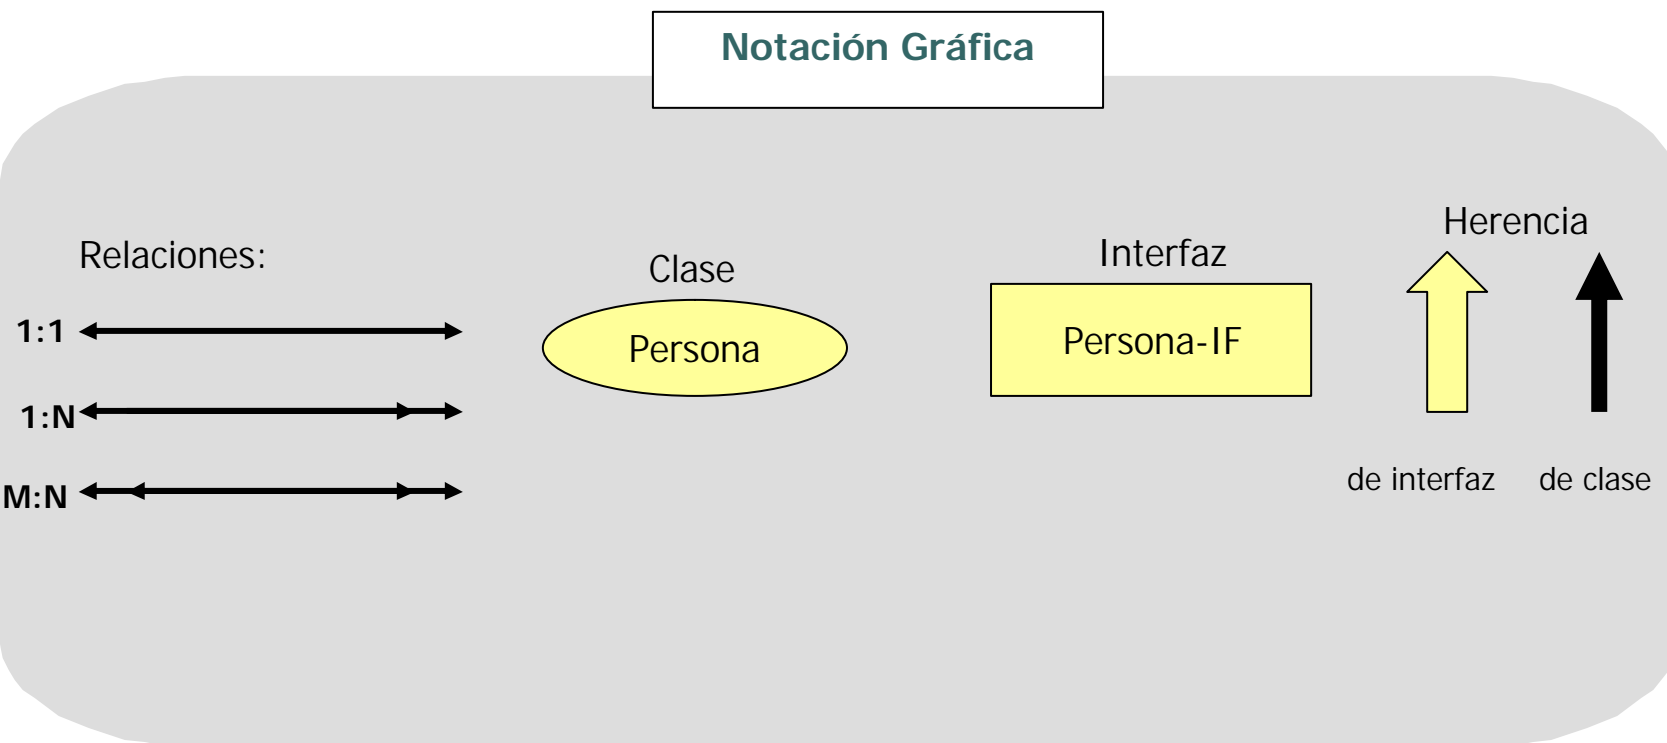 Notación Gráfica
Relaciones:
1:1
1:N
M:N
Clase
Persona
Interfaz
Persona-IF
Herencia
de interfaz
de clase